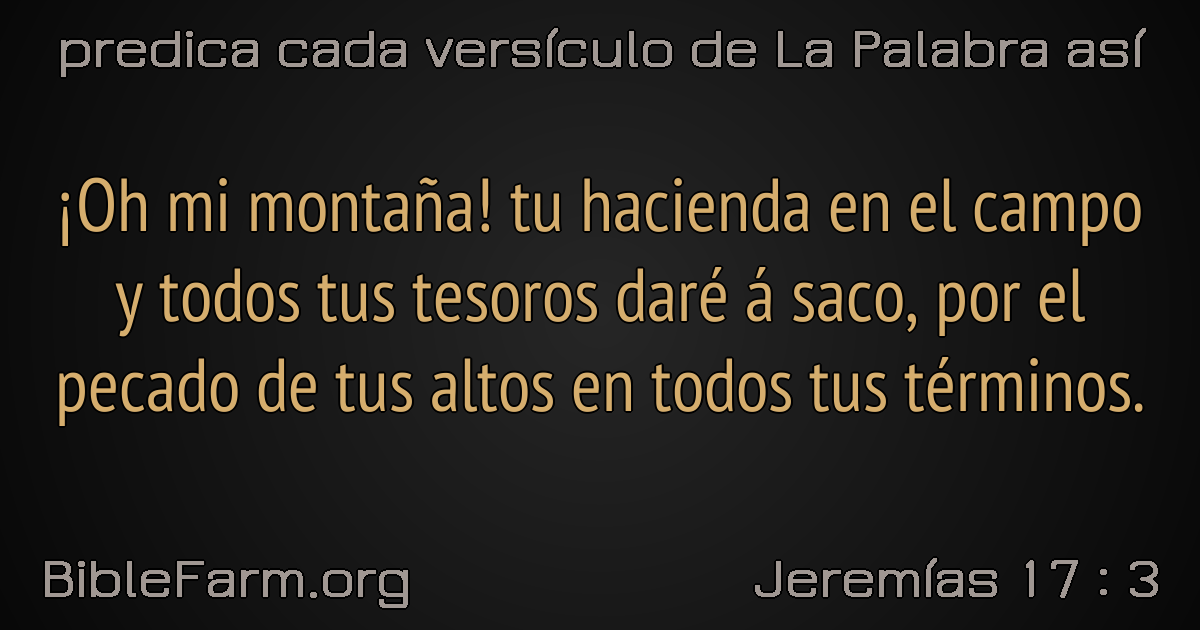 predica cada versículo de La Palabra así
¡Oh mi montaña! tu hacienda en el campo
y todos tus tesoros daré á saco, por el
pecado de tus altos en todos tus términos.
BibleFarm.org
Jeremías 17 : 3